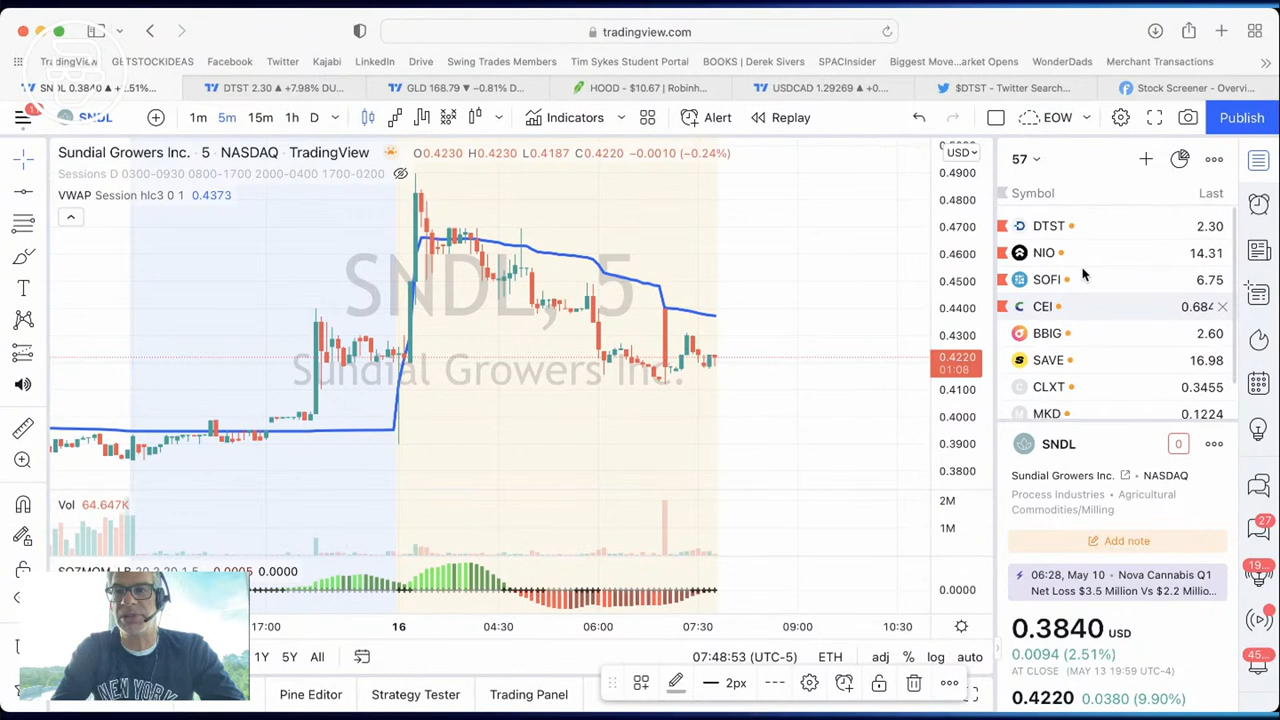 tradingview.com
TradingView GETSTOCKIDEAS Facebook Twitter Kajabi LinkedIn Drive Swing Trades Members Tim Sykes Student Portal BOOKS | Derek Sivers SPACInsider Biggest Move...arket Opens WonderDads Merchant Transactions »
SNDL 0.3840 ▲ +2.51%... DTST 2.30 ▲ +7.98% DU... GLD 168.79 ▼ −0.81% D... HOOD - $10.67 | Robinh... USDCAD 1.29269 ▲ +0.... $DTST - Twitter Search... Stock Screener - Overvi...
SNDL 1m 5m 15m 1h D Indicators Alert Replay EOW Publish
Sundial Growers Inc. 5 NASDAQ TradingView O0.4230 H0.4230 L0.4187 C0.4220 −0.0010 (−0.24%)
Sessions D 0300-0930 0800-1700 2000-0400 1700-0200
VWAP Session hlc3 0 1 0.4373
USD
0.4900
0.4800
0.4700
0.4600
0.4500
0.4400
0.4300
0.4220
01:08
0.4100
0.4000
0.3900
0.3800
SNDL, 5
Sundial Growers Inc.
Vol 64.647K
2M
1M
0.0005 0.0000
0.0000
17:00 16 04:30 06:00 07:30 09:00 10:30
1Y 5Y All 07:48:53 (UTC-5) ETH adj % log auto
Pine Editor Strategy Tester Trading Panel 2px
57
Symbol Last
DTST 2.30
NIO 14.31
SOFI 6.75
CEI 0.684
BBIG 2.60
SAVE 16.98
CLXT 0.3455
MKD 0.1224
SNDL 0
Sundial Growers Inc. • NASDAQ
Process Industries • Agricultural
Commodities/Milling
Add note
06:28, May 10 • Nova Cannabis Q1
Net Loss $3.5 Million Vs $2.2 Millio...
0.3840 USD
0.0094 (2.51%)
AT CLOSE (MAY 13 19:59 UTC-4)
0.4220 0.0380 (9.90%)
27
19...
45...
NEW YORK